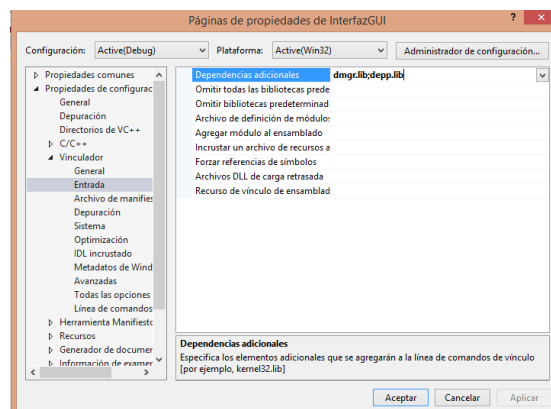 Páginas de propiedades de InterfazGUI
? ×
Configuración: Active(Debug) Plataforma: Active(Win32) Administrador de configuración...
Propiedades comunes
Propiedades de configurac
General
Depuración
Directorios de VC++
C/C++
Vinculador
General
Entrada
Archivo de manifies
Depuración
Sistema
Optimización
IDL incrustado
Metadatos de Wind
Avanzadas
Todas las opciones
Línea de comandos
Herramienta Manifiesto
Recursos
Generador de documer
Información de examer
Dependencias adicionales dmgr.lib;depp.lib
Omitir todas las bibliotecas prede
Omitir bibliotecas predeterminad
Archivo de definición de módulos
Agregar módulo al ensamblado
Incrustar un archivo de recursos a
Forzar referencias de símbolos
Archivos DLL de carga retrasada
Recurso de vínculo de ensamblad
Dependencias adicionales
Especifica los elementos adicionales que se agregarán a la línea de comandos de vínculo
[por ejemplo, kernel32.lib]
Aceptar Cancelar Aplicar